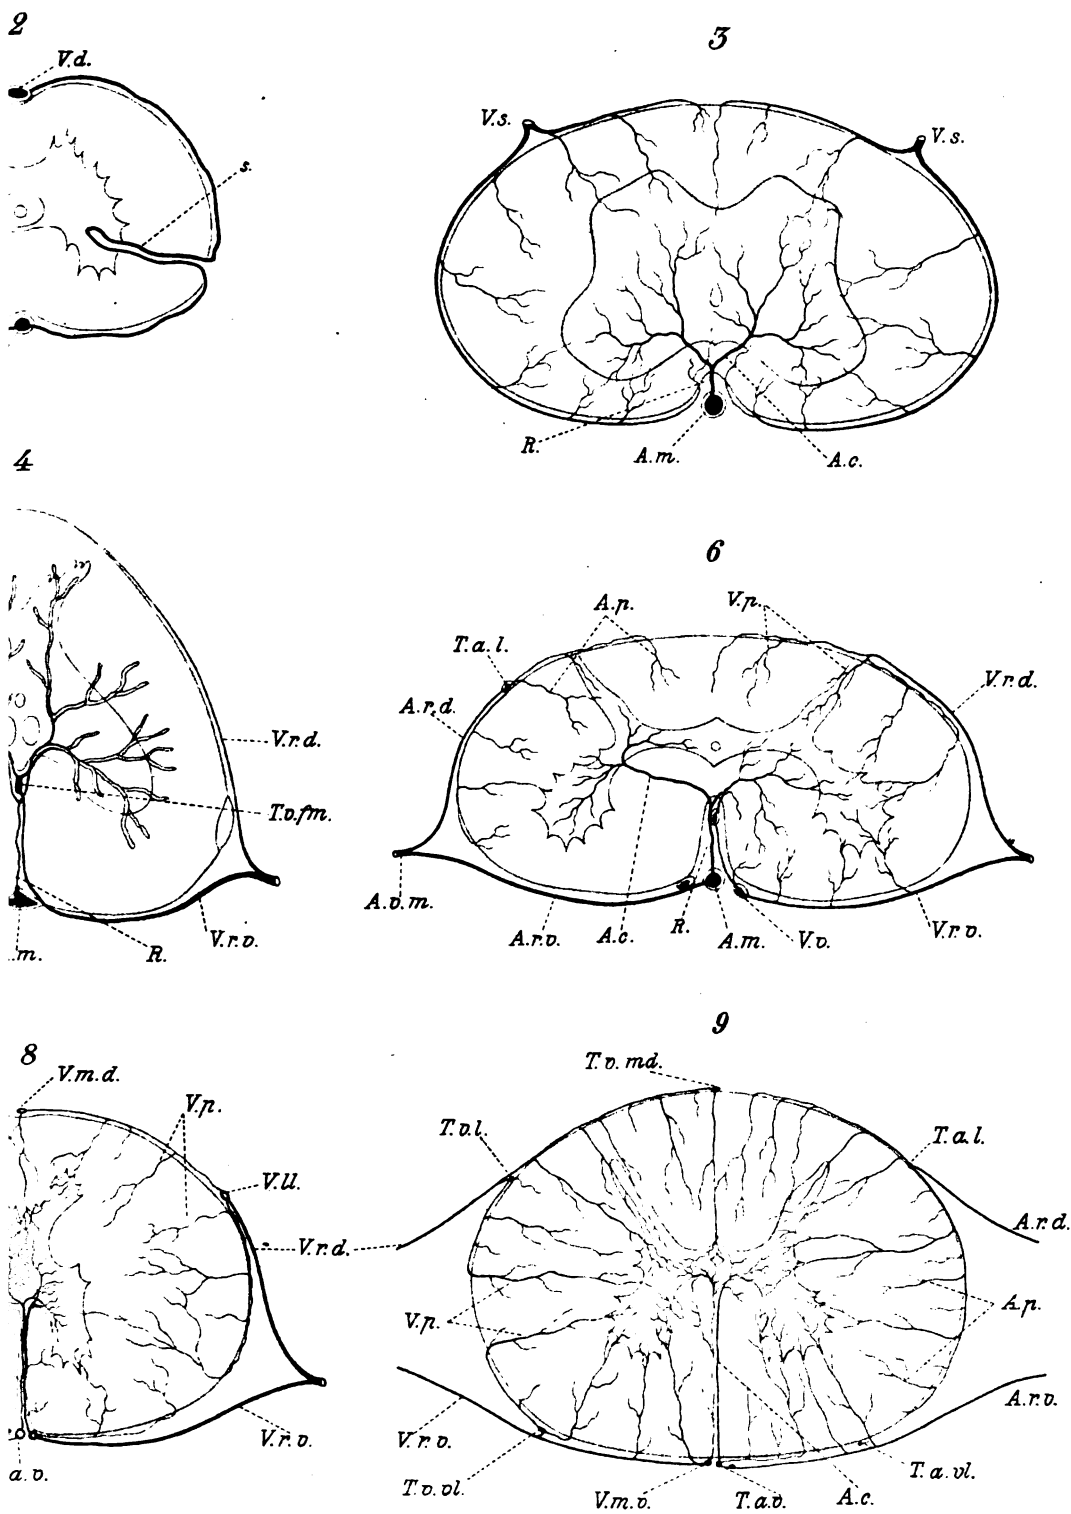 2
V.d.
s.
3
V.s.
V.s.
R.
A.m.
A.c.
4
V.r.d.
T.v.fm.
V.r.v.
.m.
R.
6
A.p.
V.p.
T.a.l.
V.r.d.
A.r.d.
A.v.m.
A.r.v.
A.c.
R.
A.m.
V.v.
V.r.v.
8
V.m.d.
V.p.
V.ll.
V.r.d.
V.r.v.
a.v.
9
T.v.md.
T.v.l.
T.a.l.
A.r.d.
V.p.
A.p.
A.r.v.
V.r.v.
T.v.vl.
V.m.v.
T.a.v.
A.c.
T.a.vl.